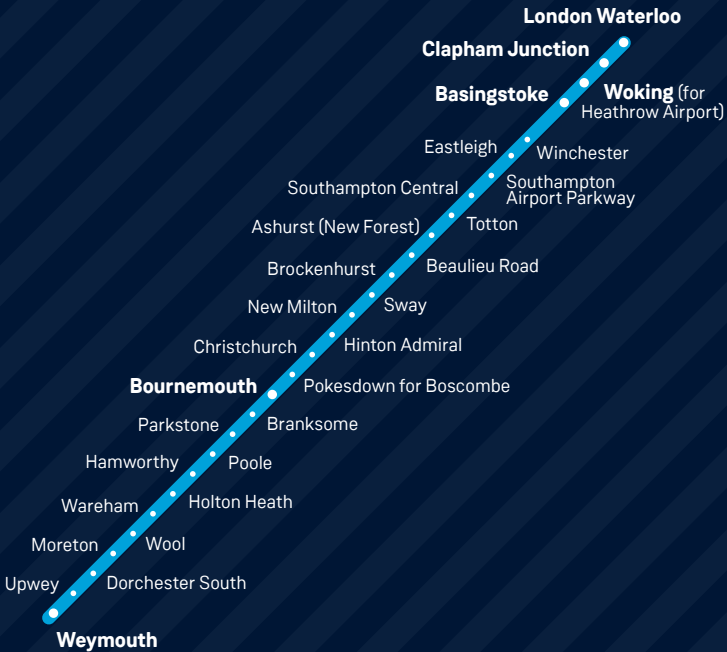 London Waterloo
Clapham Junction
Woking (for
Heathrow Airport)
Basingstoke
Winchester
Eastleigh
Southampton
Airport Parkway
Southampton Central
Totton
Ashurst (New Forest)
Beaulieu Road
Brockenhurst
Sway
New Milton
Hinton Admiral
Christchurch
Pokesdown for Boscombe
Bournemouth
Branksome
Parkstone
Poole
Hamworthy
Holton Heath
Wareham
Wool
Moreton
Dorchester South
Upwey
Weymouth